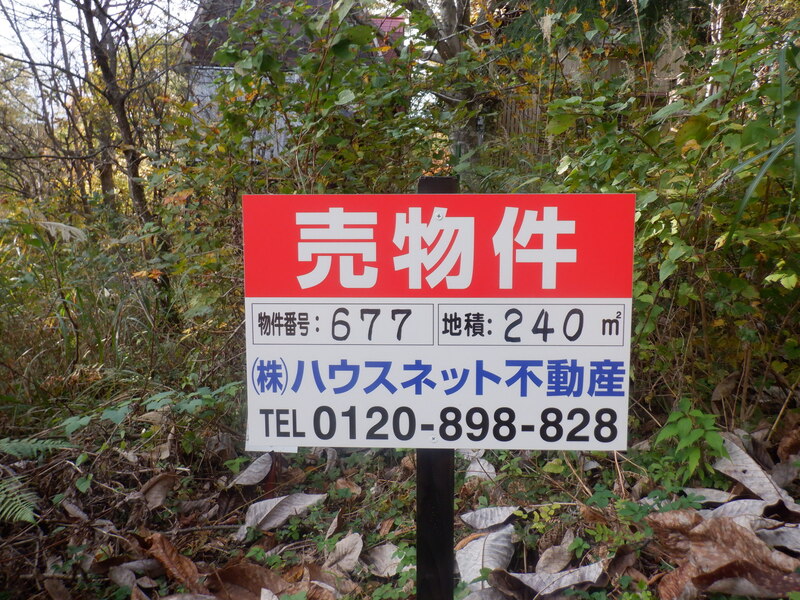 売物件
物件番号：677 地積：240㎡
(株)ハウスネット不動産
TEL 0120-898-828